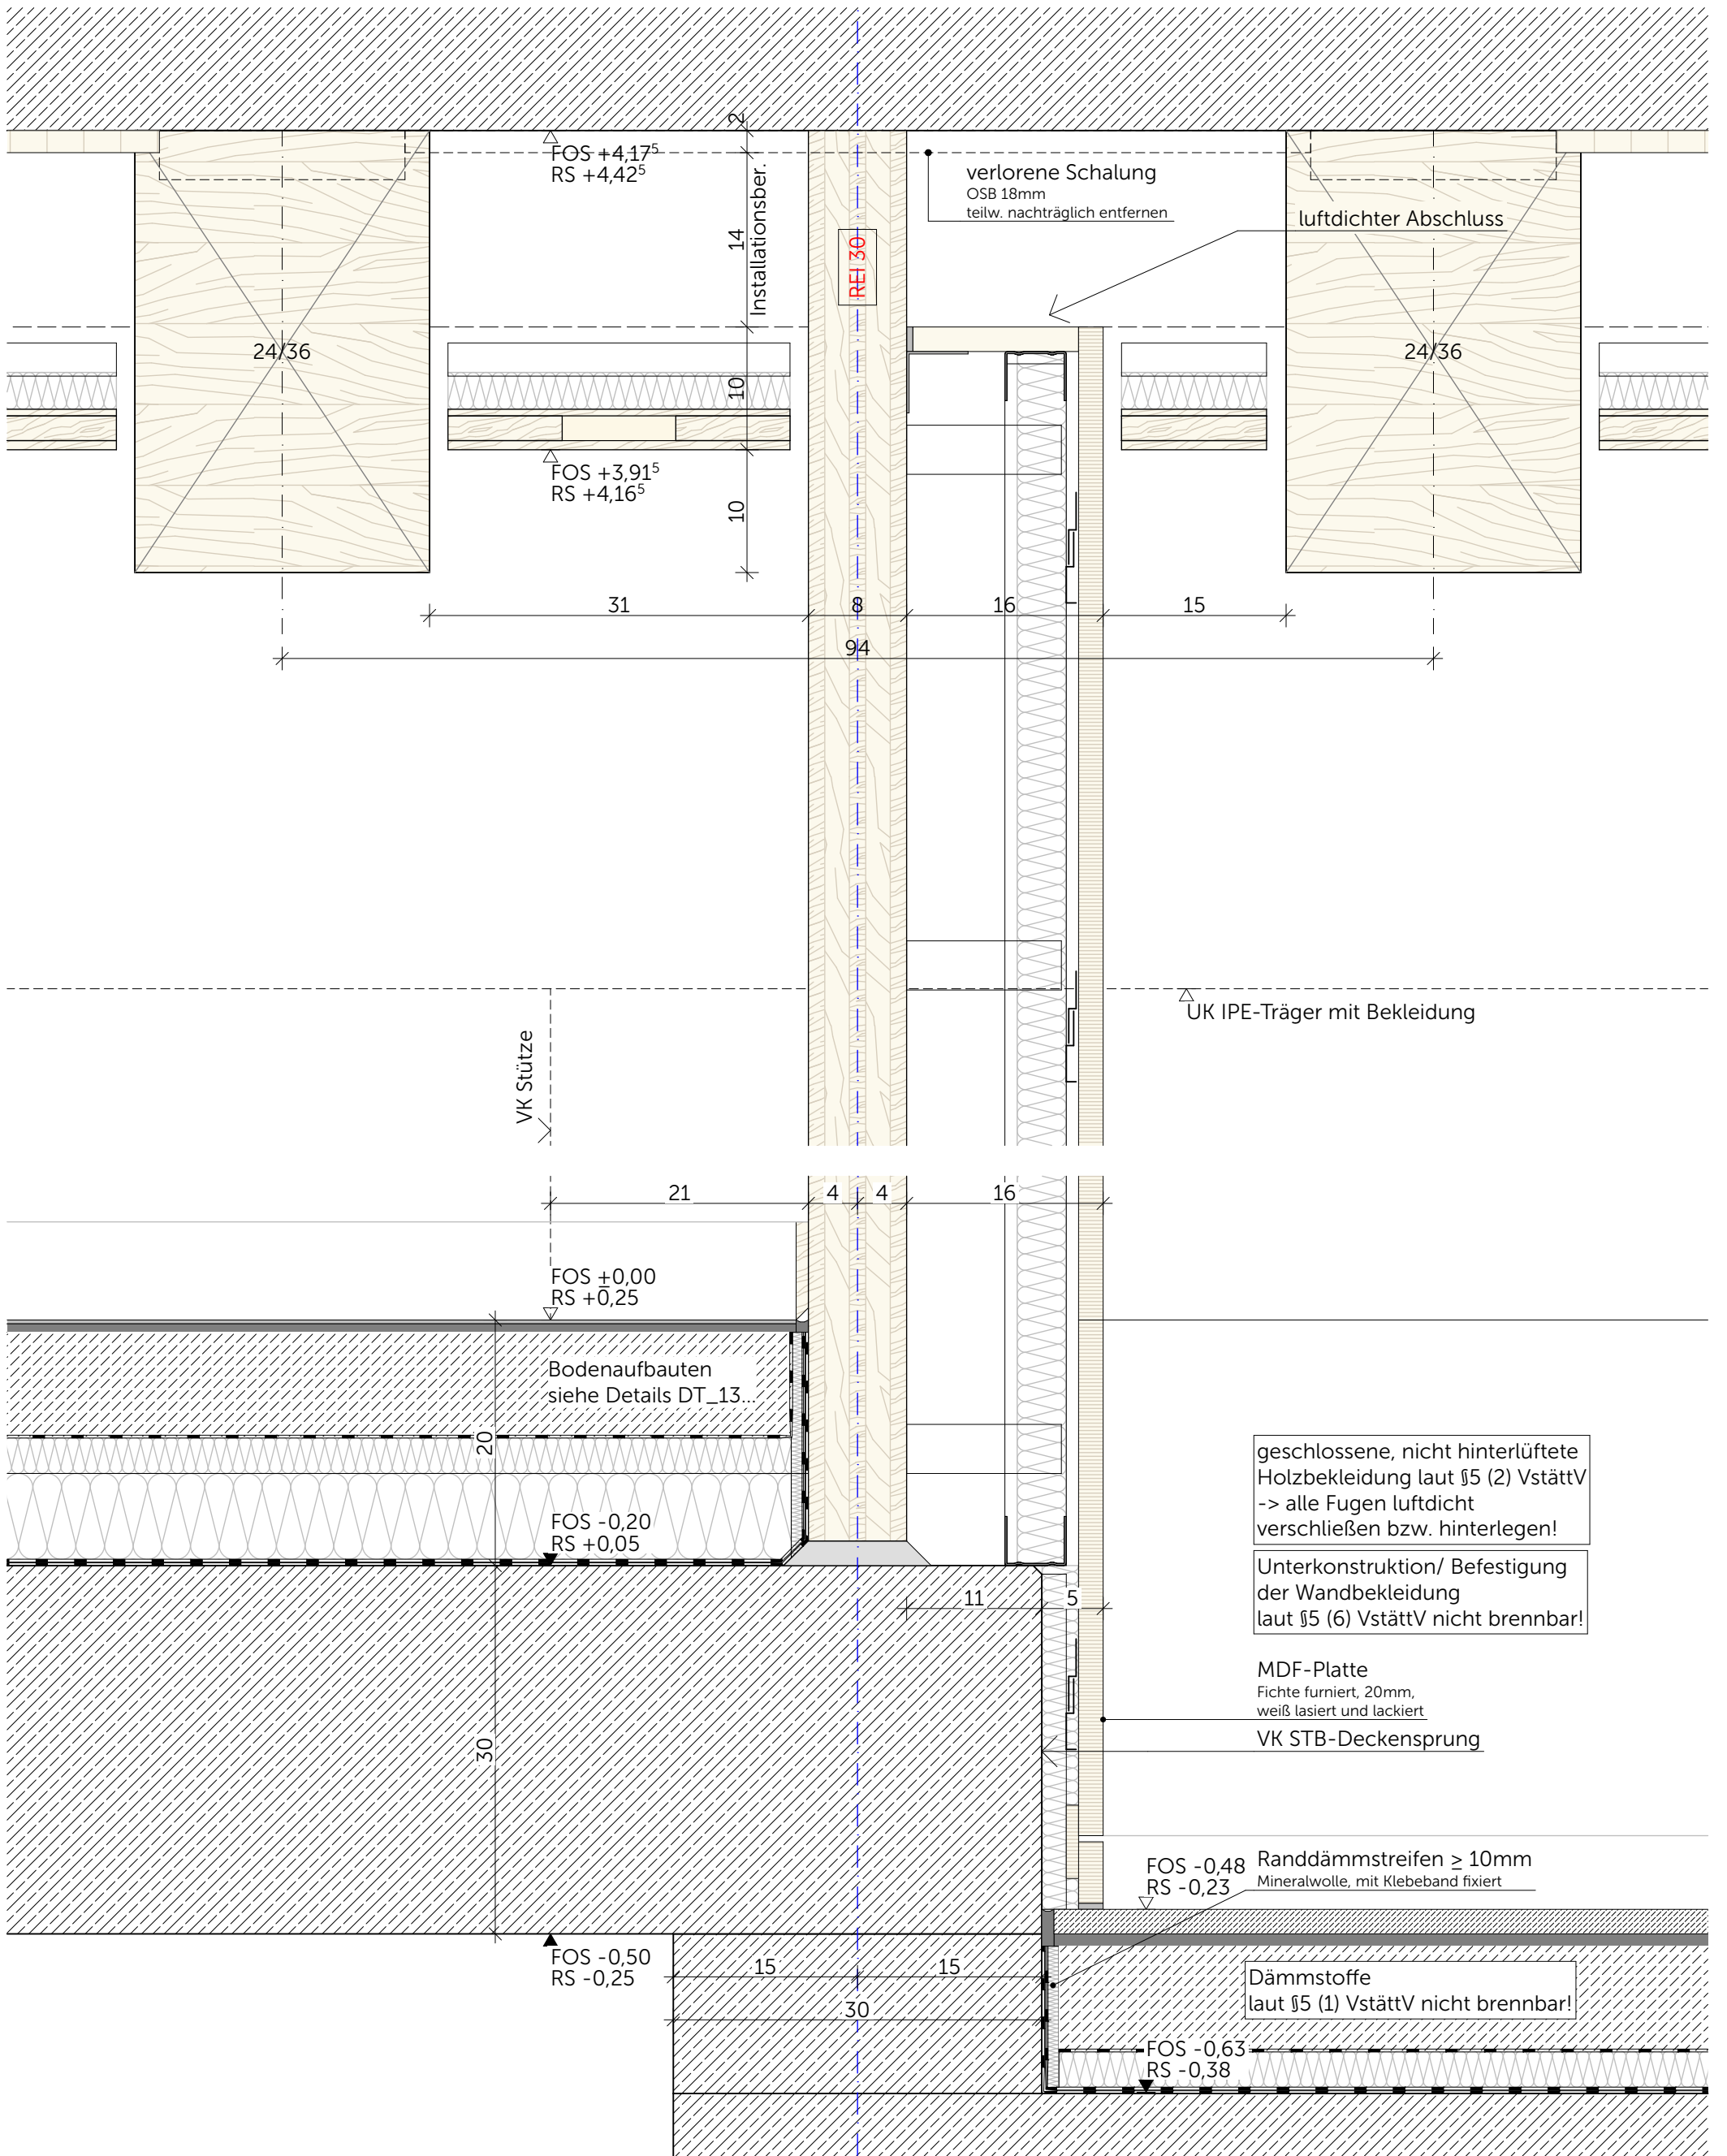 2
FOS +4,17⁵
RS +4,42⁵
14
Installationsber.
REI 30
verlorene Schalung
OSB 18mm
teilw. nachträglich entfernen
luftdichter Abschluss
24/36
24/36
10
FOS +3,91⁵
RS +4,16⁵
10
31
8
16
15
94
UK IPE-Träger mit Bekleidung
VK Stütze
21
4
4
16
FOS ±0,00
RS +0,25
Bodenaufbauten
siehe Details DT_13...
20
FOS -0,20
RS +0,05
geschlossene, nicht hinterlüftete
Holzbekleidung laut §5 (2) VstättV
-> alle Fugen luftdicht
verschließen bzw. hinterlegen!
Unterkonstruktion/ Befestigung
der Wandbekleidung
laut §5 (6) VstättV nicht brennbar!
11
5
MDF-Platte
Fichte furniert, 20mm,
weiß lasiert und lackiert
VK STB-Deckensprung
30
FOS -0,48
RS -0,23
Randdämmstreifen ≥ 10mm
Mineralwolle, mit Klebeband fixiert
FOS -0,50
RS -0,25
15
15
30
Dämmstoffe
laut §5 (1) VstättV nicht brennbar!
FOS -0,63
RS -0,38